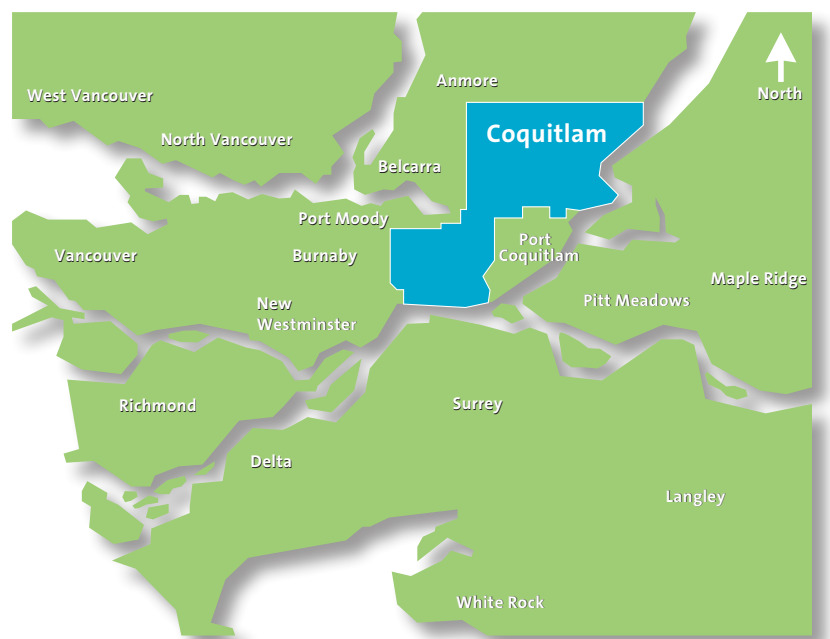 Anmore
West Vancouver
North
Coquitlam
North Vancouver
Belcarra
Port Moody
Port
Coquitlam
Vancouver
Burnaby
Maple Ridge
Pitt Meadows
New
Westminster
Richmond
Surrey
Delta
Langley
White Rock